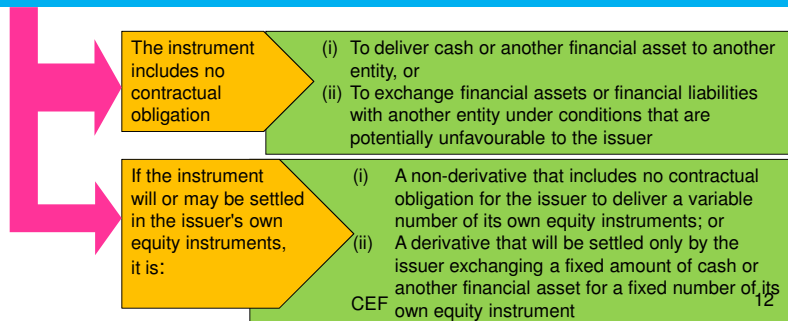 The instrument
includes no
contractual
obligation
(i) To deliver cash or another financial asset to another
entity, or
(ii) To exchange financial assets or financial liabilities
with another entity under conditions that are
potentially unfavourable to the issuer
If the instrument
will or may be settled
in the issuer's own
equity instruments,
it is:
(i) A non-derivative that includes no contractual
obligation for the issuer to deliver a variable
number of its own equity instruments; or
(ii) A derivative that will be settled only by the
issuer exchanging a fixed amount of cash or
another financial asset for a fixed number of its
own equity instrument
CEF
12